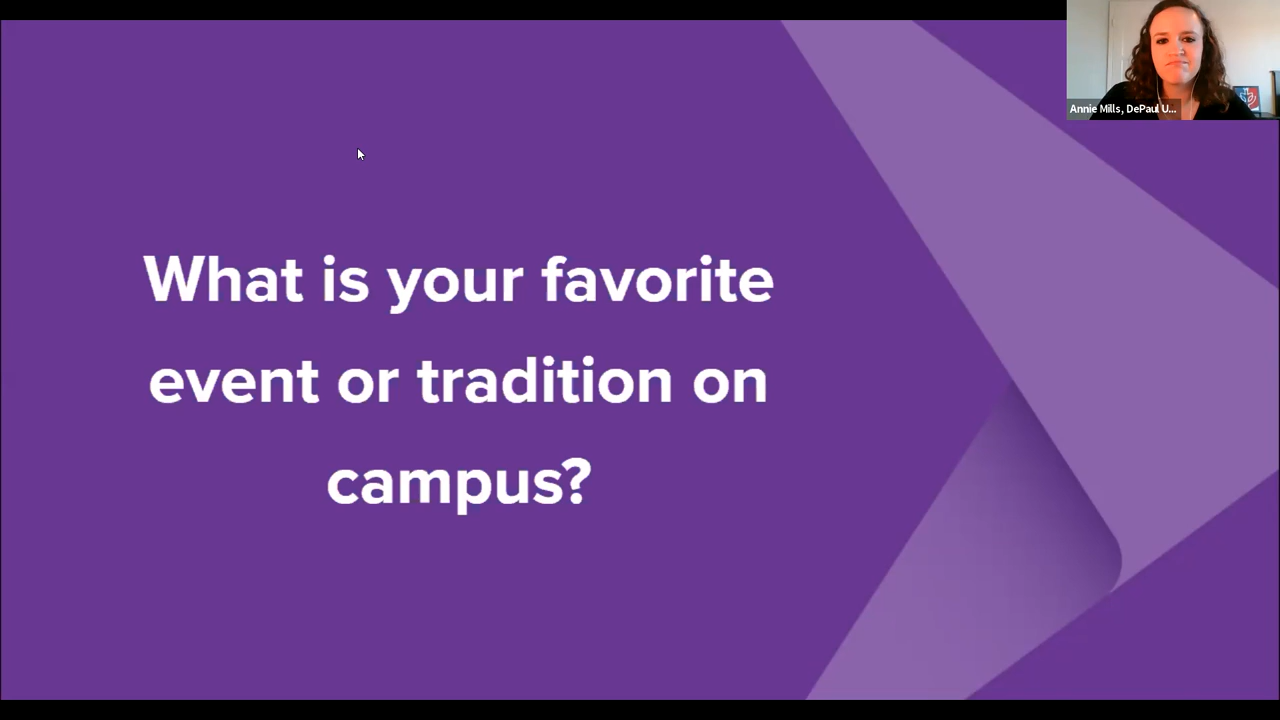 Annie Mills, DePaul U...
What is your favorite
event or tradition on
campus?